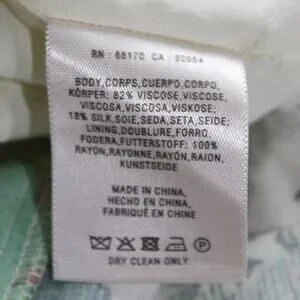 RN : 66170 CA : 32054
BODY,CORPS,CUERPO,CORPO,
KÖRPER: 82% VISCOSE,VISCOSE,
VISCOSA,VISCOSA,VISKOSE;
18% SILK,SOIE,SEDA,SETA,SEIDE;
LINING,DOUBLURE,FORRO,
FODERA,FUTTERSTOFF: 100%
RAYON,RAYONNE,RAYÓN,RAION,
KUNSTSEIDE
MADE IN CHINA,
HECHO EN CHINA,
FABRIQUÉ EN CHINA
P
DRY CLEAN ONLY